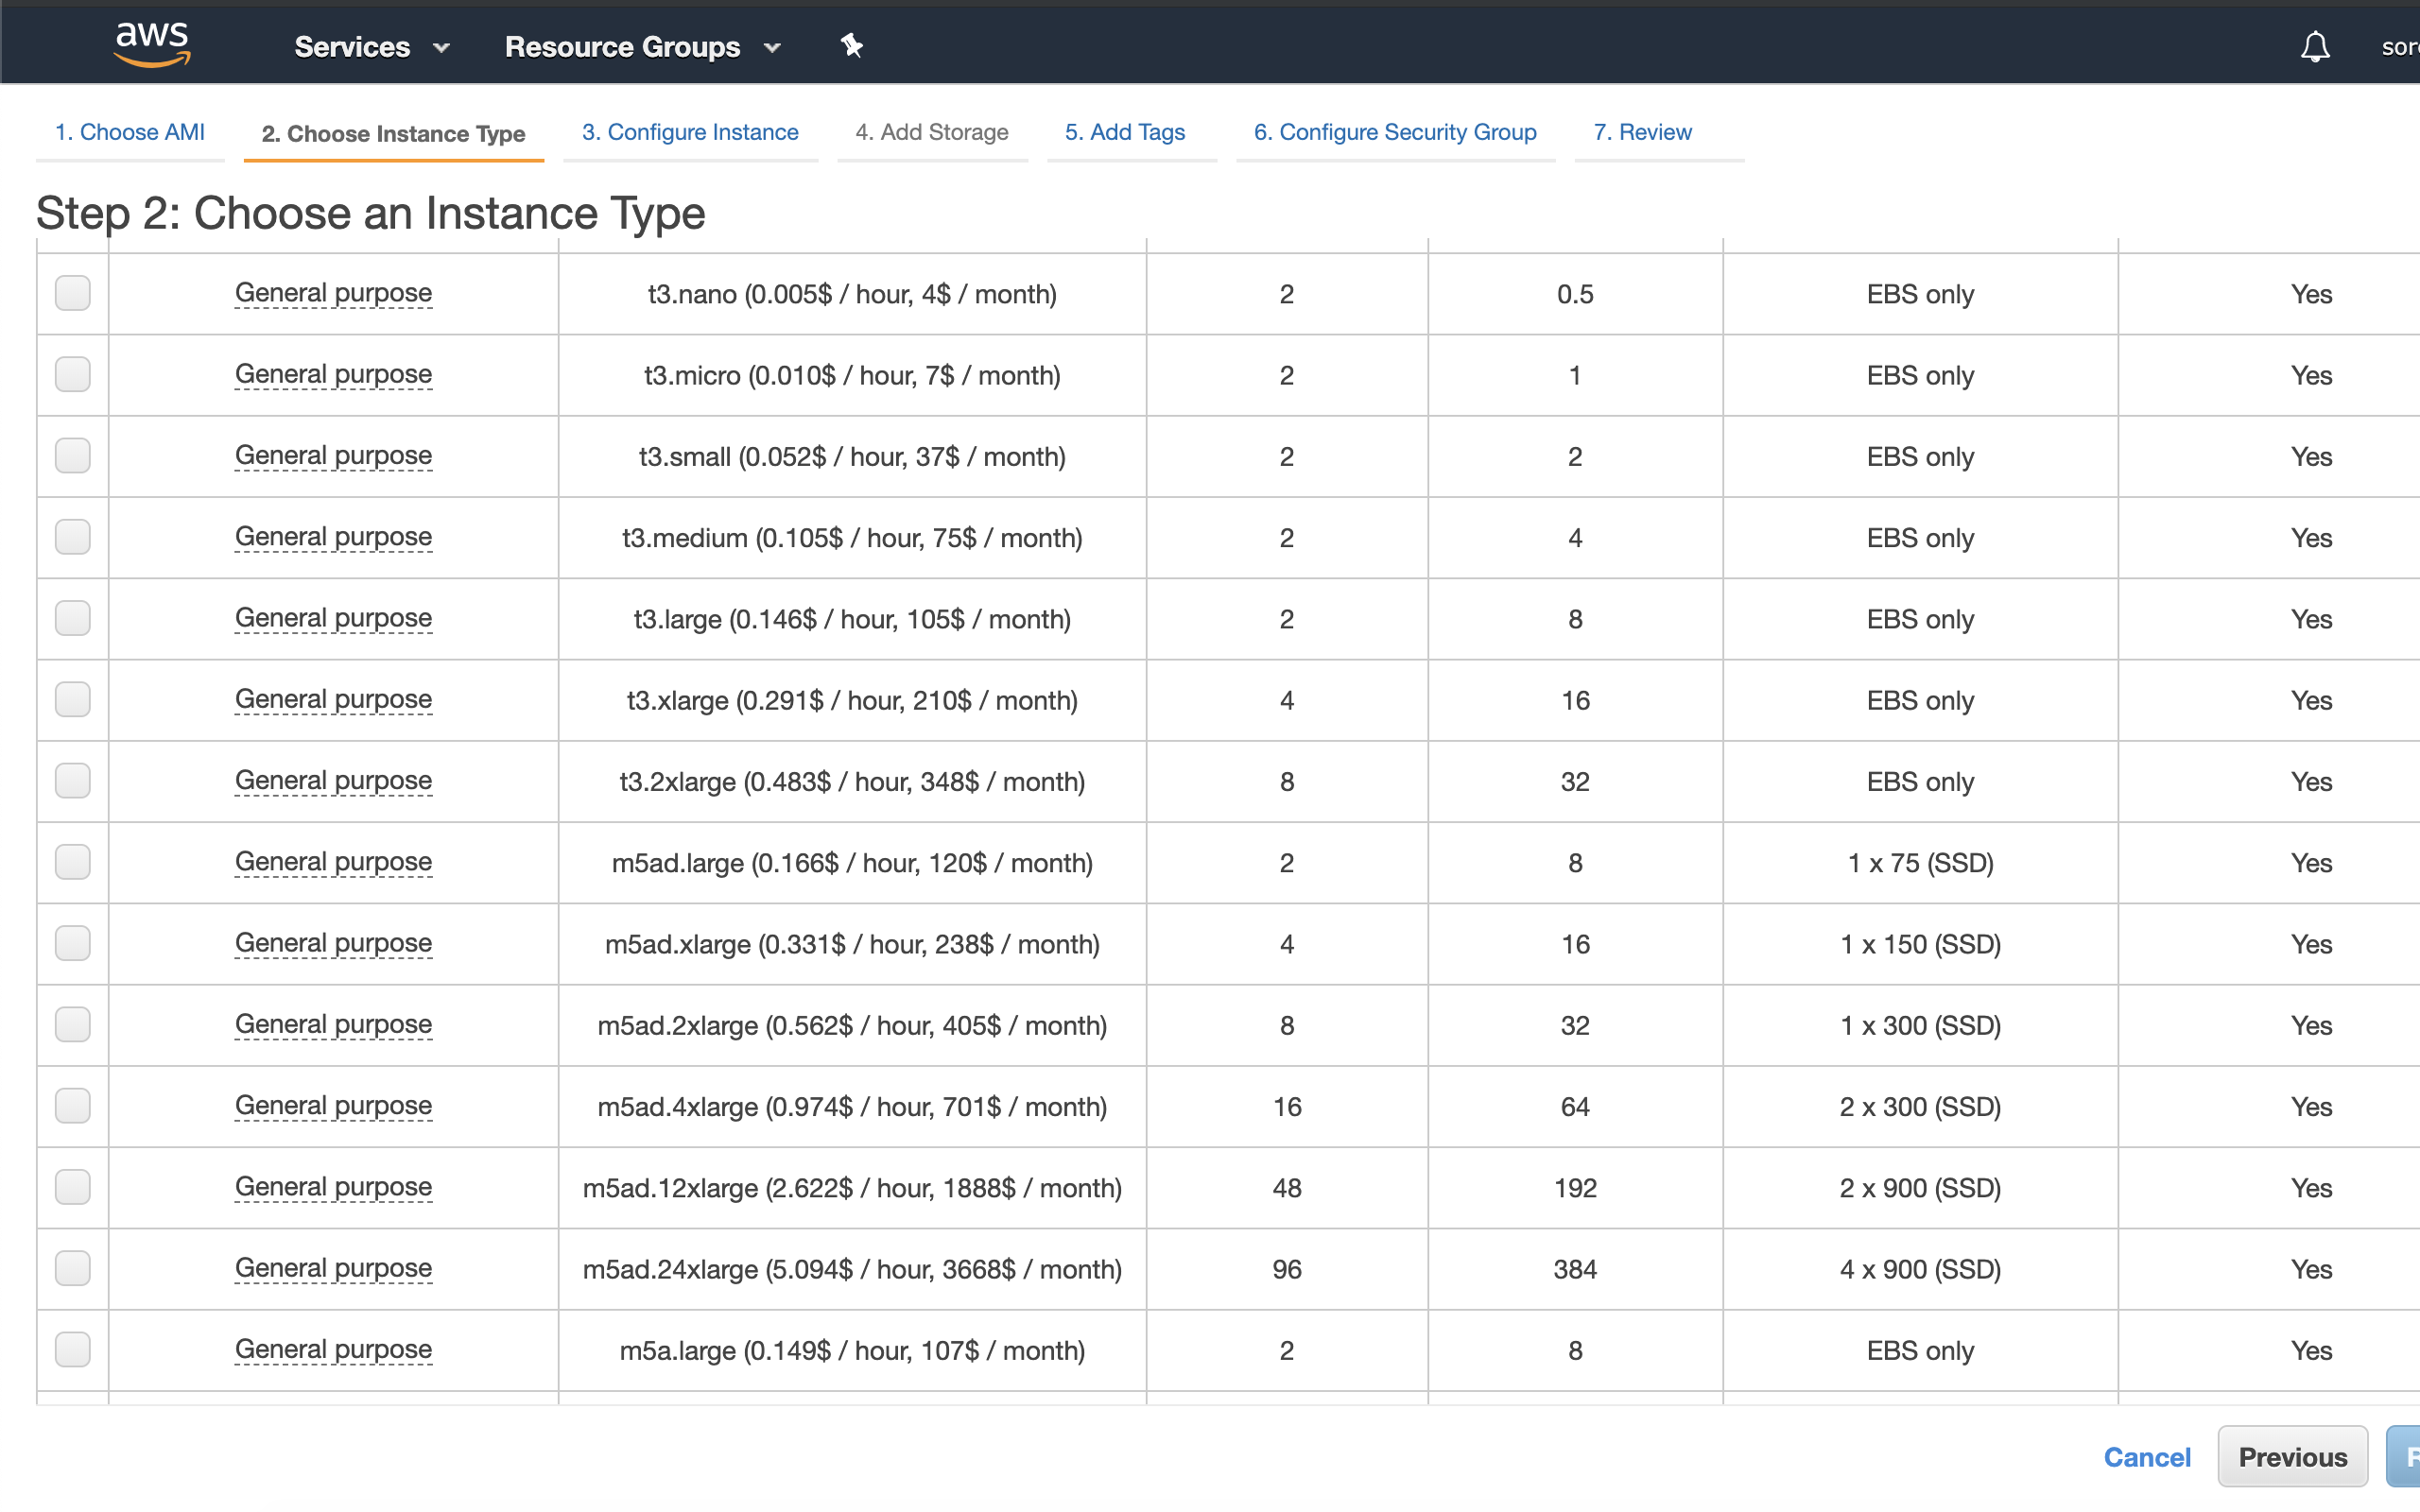 aws Services Resource Groups
1. Choose AMI 2. Choose Instance Type 3. Configure Instance 4. Add Storage 5. Add Tags 6. Configure Security Group 7. Review
Step 2: Choose an Instance Type
General purpose t3.nano (0.005$ / hour, 4$ / month) 2 0.5 EBS only Yes
General purpose t3.micro (0.010$ / hour, 7$ / month) 2 1 EBS only Yes
General purpose t3.small (0.052$ / hour, 37$ / month) 2 2 EBS only Yes
General purpose t3.medium (0.105$ / hour, 75$ / month) 2 4 EBS only Yes
General purpose t3.large (0.146$ / hour, 105$ / month) 2 8 EBS only Yes
General purpose t3.xlarge (0.291$ / hour, 210$ / month) 4 16 EBS only Yes
General purpose t3.2xlarge (0.483$ / hour, 348$ / month) 8 32 EBS only Yes
General purpose m5ad.large (0.166$ / hour, 120$ / month) 2 8 1 x 75 (SSD) Yes
General purpose m5ad.xlarge (0.331$ / hour, 238$ / month) 4 16 1 x 150 (SSD) Yes
General purpose m5ad.2xlarge (0.562$ / hour, 405$ / month) 8 32 1 x 300 (SSD) Yes
General purpose m5ad.4xlarge (0.974$ / hour, 701$ / month) 16 64 2 x 300 (SSD) Yes
General purpose m5ad.12xlarge (2.622$ / hour, 1888$ / month) 48 192 2 x 900 (SSD) Yes
General purpose m5ad.24xlarge (5.094$ / hour, 3668$ / month) 96 384 4 x 900 (SSD) Yes
General purpose m5a.large (0.149$ / hour, 107$ / month) 2 8 EBS only Yes
Cancel Previous